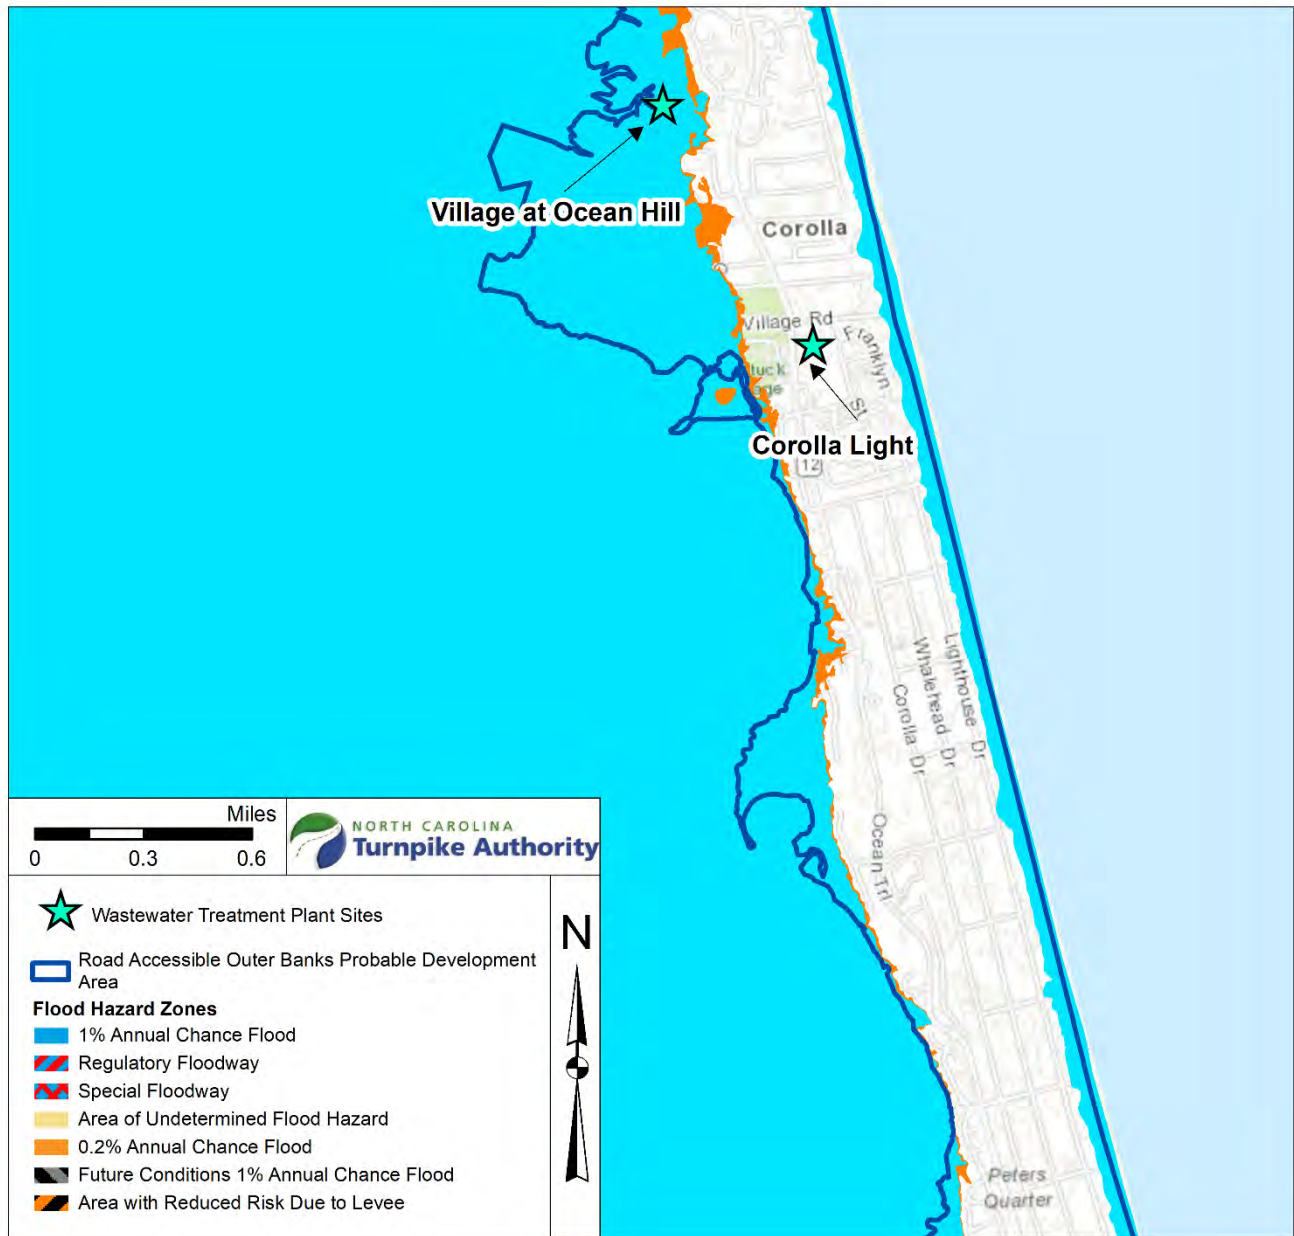 Village at Ocean Hill
Corolla
Village Rd
Franklyn St
tuck
age
Corolla Light
12
Lighthouse Dr
Whalehead Dr
Corolla Dr
Ocean Trl
Peters
Quarter
Miles
0 0.3 0.6
NORTH CAROLINA
Turnpike Authority
Wastewater Treatment Plant Sites
Road Accessible Outer Banks Probable Development
Area
Flood Hazard Zones
1% Annual Chance Flood
Regulatory Floodway
Special Floodway
Area of Undetermined Flood Hazard
0.2% Annual Chance Flood
Future Conditions 1% Annual Chance Flood
Area with Reduced Risk Due to Levee
N